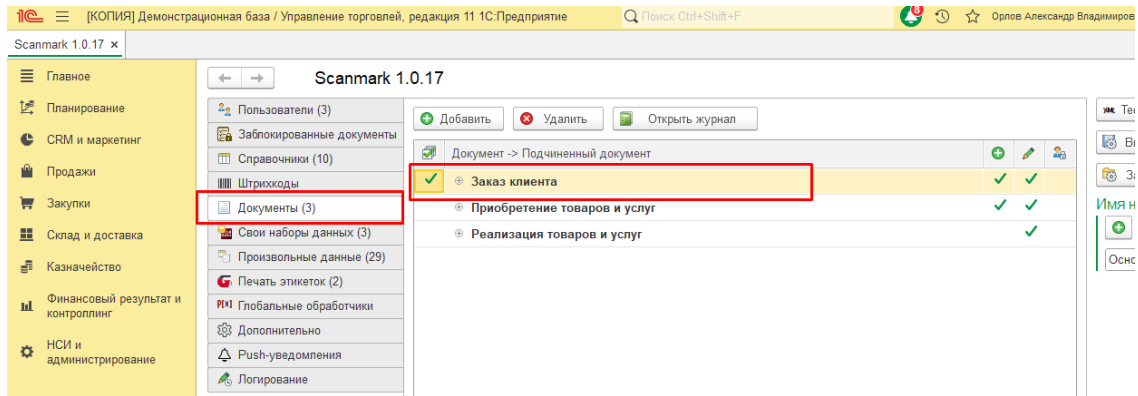 1С [КОПИЯ] Демонстрационная база / Управление торговлей, редакция 11 1С:Предприятие Поиск Ctrl+Shift+F 8 Орлов Александр Владимиров
Scanmark 1.0.17 ×
Главное
Планирование
CRM и маркетинг
Продажи
Закупки
Склад и доставка
Казначейство
Финансовый результат и
контроллинг
НСИ и
администрирование
Scanmark 1.0.17
Пользователи (3)
Заблокированные документы
Справочники (10)
Штрихкоды
Документы (3)
Свои наборы данных (3)
Произвольные данные (29)
Печать этикеток (2)
Глобальные обработчики
Дополнительно
Push-уведомления
Логирование
Добавить Удалить Открыть журнал
Документ -> Подчиненный документ
Заказ клиента
Приобретение товаров и услуг
Реализация товаров и услуг
XML
Имя н